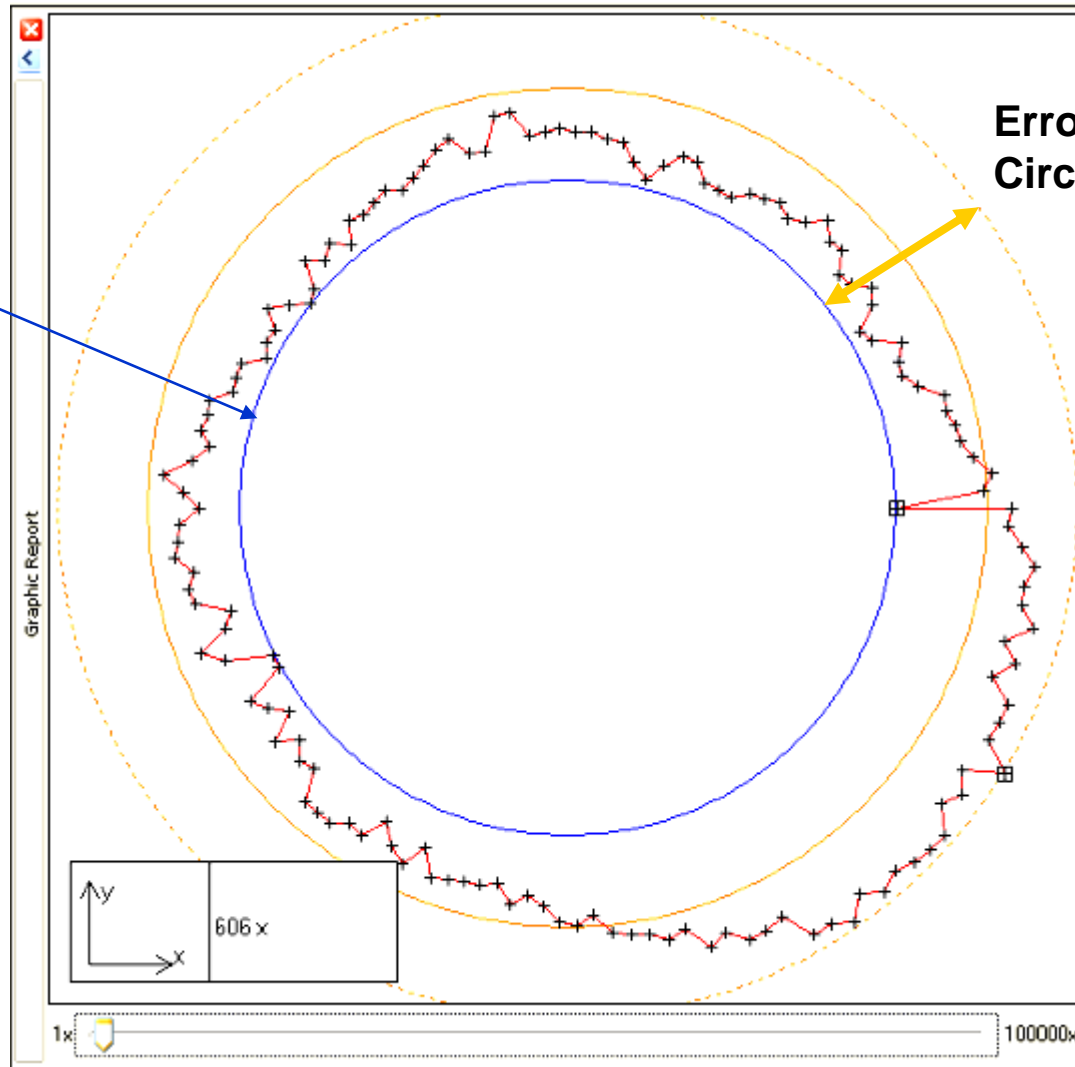 Erro
Circ
Graphic Report
y
x
606 x
1x
100000x